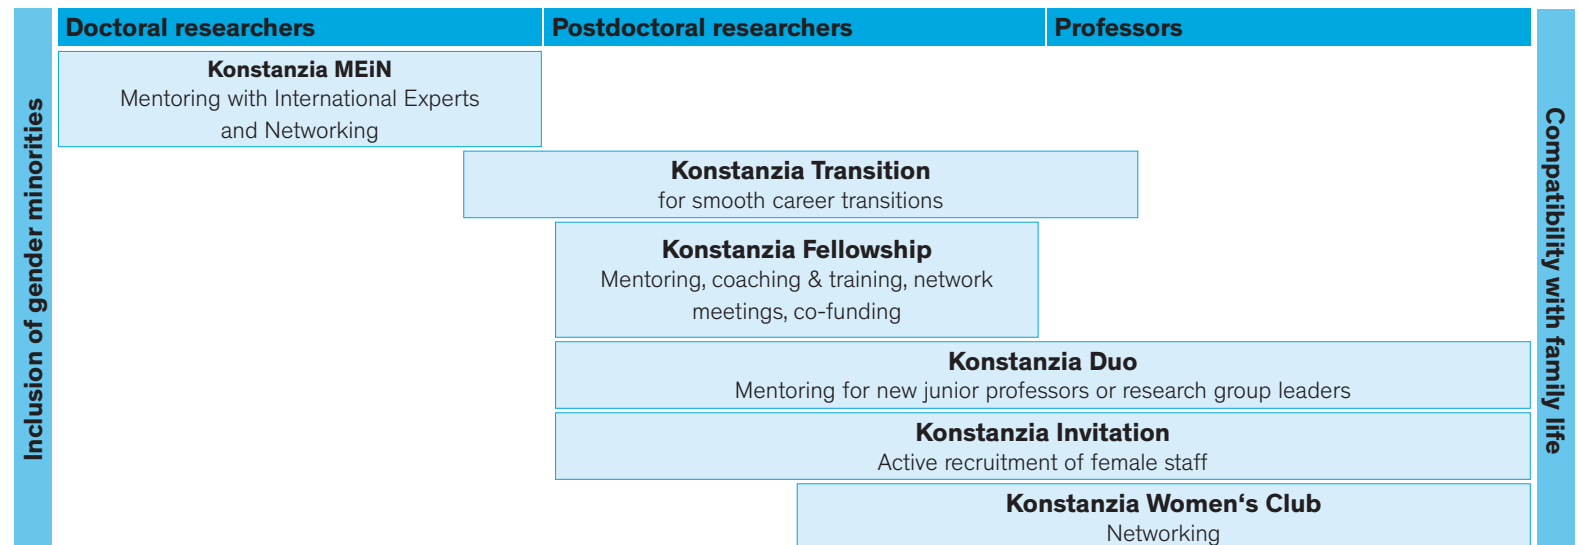 Doctoral researchers
Postdoctoral researchers
Professors
Inclusion of gender minorities
Konstanzia MEiN
Mentoring with International Experts
and Networking
Konstanzia Transition
for smooth career transitions
Konstanzia Fellowship
Mentoring, coaching & training, network
meetings, co-funding
Konstanzia Duo
Mentoring for new junior professors or research group leaders
Konstanzia Invitation
Active recruitment of female staff
Konstanzia Women‘s Club
Networking
Compatibility with family life